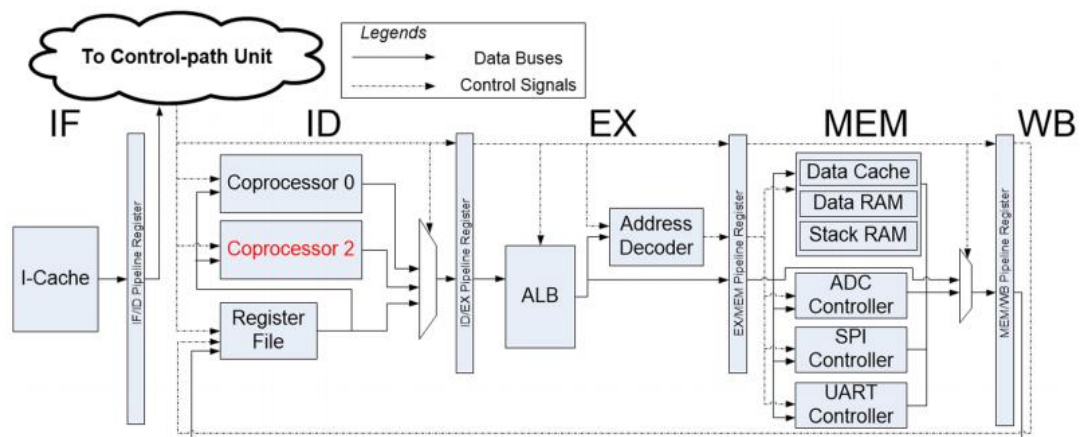 Legends
Data Buses
Control Signals
To Control-path Unit
IF
ID
EX
MEM
WB
I-Cache
IF/ID Pipeline Register
Coprocessor 0
Coprocessor 2
Register
File
ID/EX Pipeline Register
ALB
Address
Decoder
EX/MEM Pipeline Register
Data Cache
Data RAM
Stack RAM
ADC
Controller
SPI
Controller
UART
Controller
MEM/WB Pipeline Register